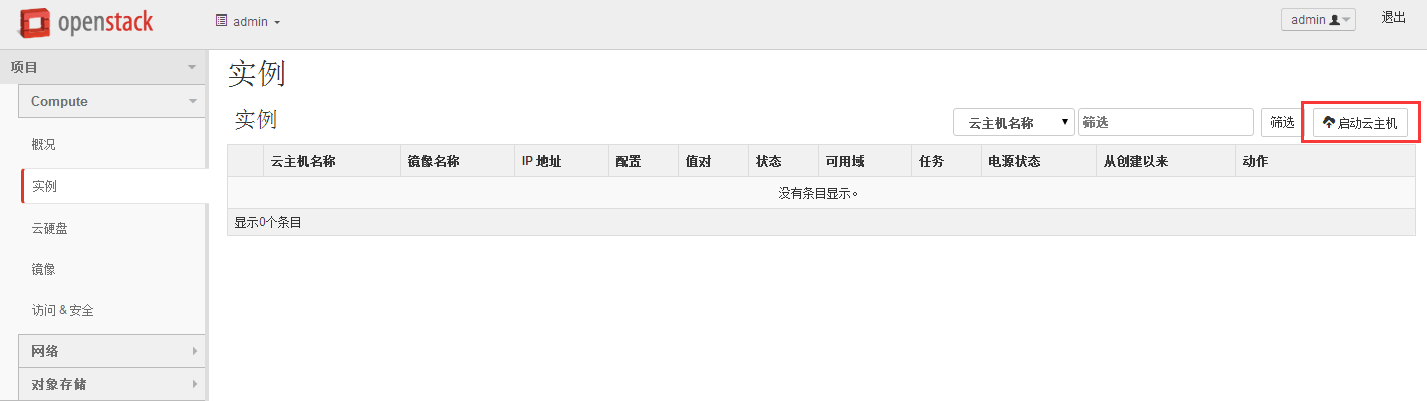 openstack
admin
admin
退出
项目
Compute
概况
实例
云硬盘
镜像
访问 & 安全
网络
对象存储
实例
实例
云主机名称 筛选 筛选 启动云主机
云主机名称 镜像名称 IP 地址 配置 值对 状态 可用域 任务 电源状态 从创建以来 动作
没有条目显示。
显示0个条目